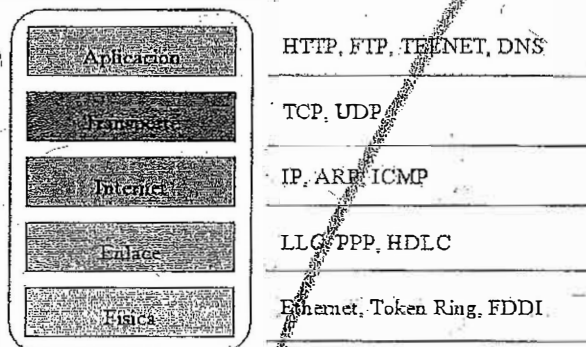 Aplicación
HTTP, FTP, TELNET, DNS
Transporte
TCP, UDP
Internet
IP, ARP, ICMP
Enlace
LLC, PPP, HDLC
Física
Ethernet, Token Ring, FDDI